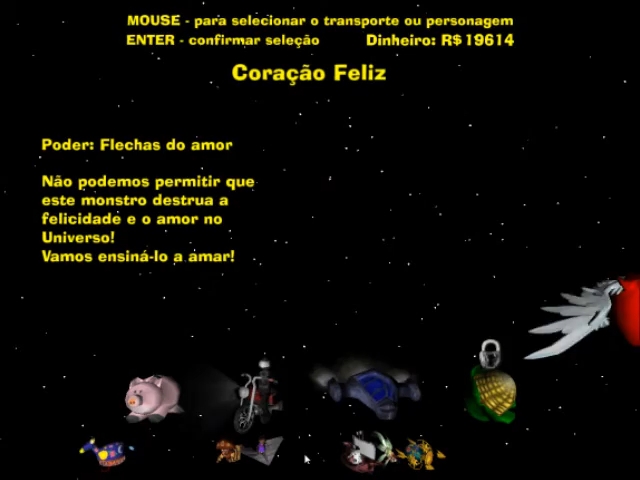 MOUSE - para selecionar o transporte ou personagem
ENTER - confirmar seleção Dinheiro: R$19614
Coração Feliz
Poder: Flechas do amor
Não podemos permitir que
este monstro destrua a
felicidade e o amor no
Universo!
Vamos ensiná-lo a amar!